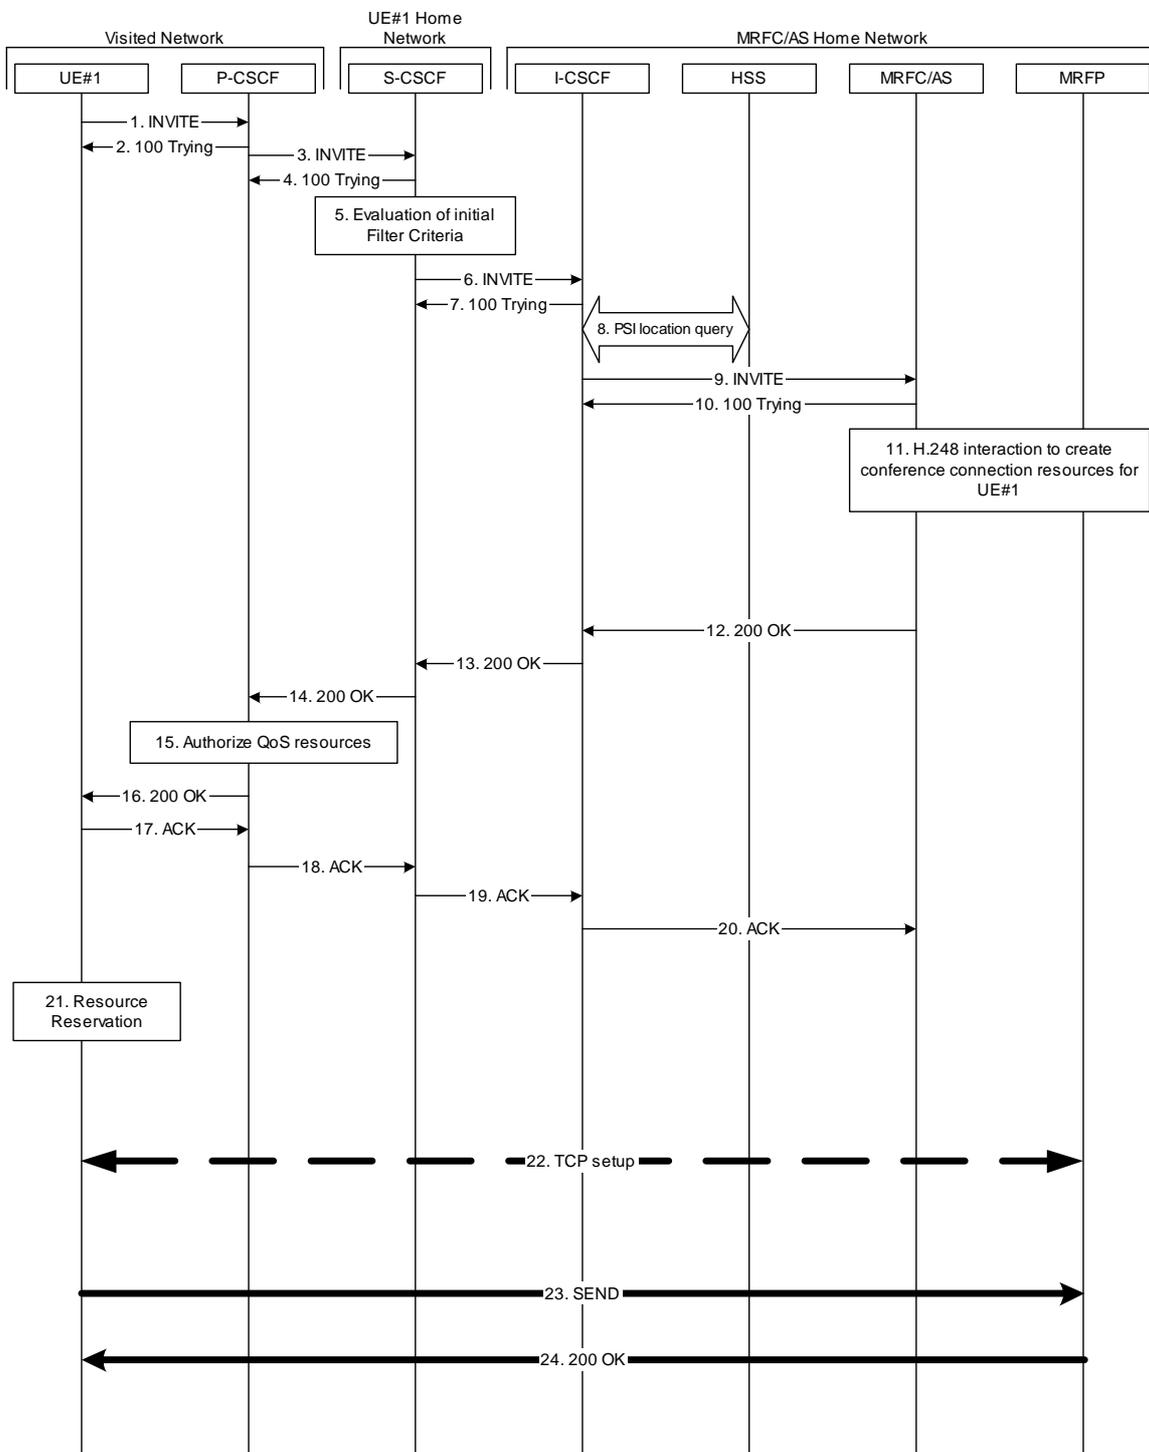 UE#1 Home
Network
Visited Network
MRFC/AS Home Network
UE#1
P-CSCF
S-CSCF
I-CSCF
HSS
MRFC/AS
MRFP
1. INVITE
2. 100 Trying
3. INVITE
4. 100 Trying
5. Evaluation of initial
Filter Criteria
6. INVITE
7. 100 Trying
8. PSI location query
9. INVITE
10. 100 Trying
11. H.248 interaction to create
conference connection resources for
UE#1
12. 200 OK
13. 200 OK
14. 200 OK
15. Authorize QoS resources
16. 200 OK
17. ACK
18. ACK
19. ACK
20. ACK
21. Resource
Reservation
22. TCP setup
23. SEND
24. 200 OK